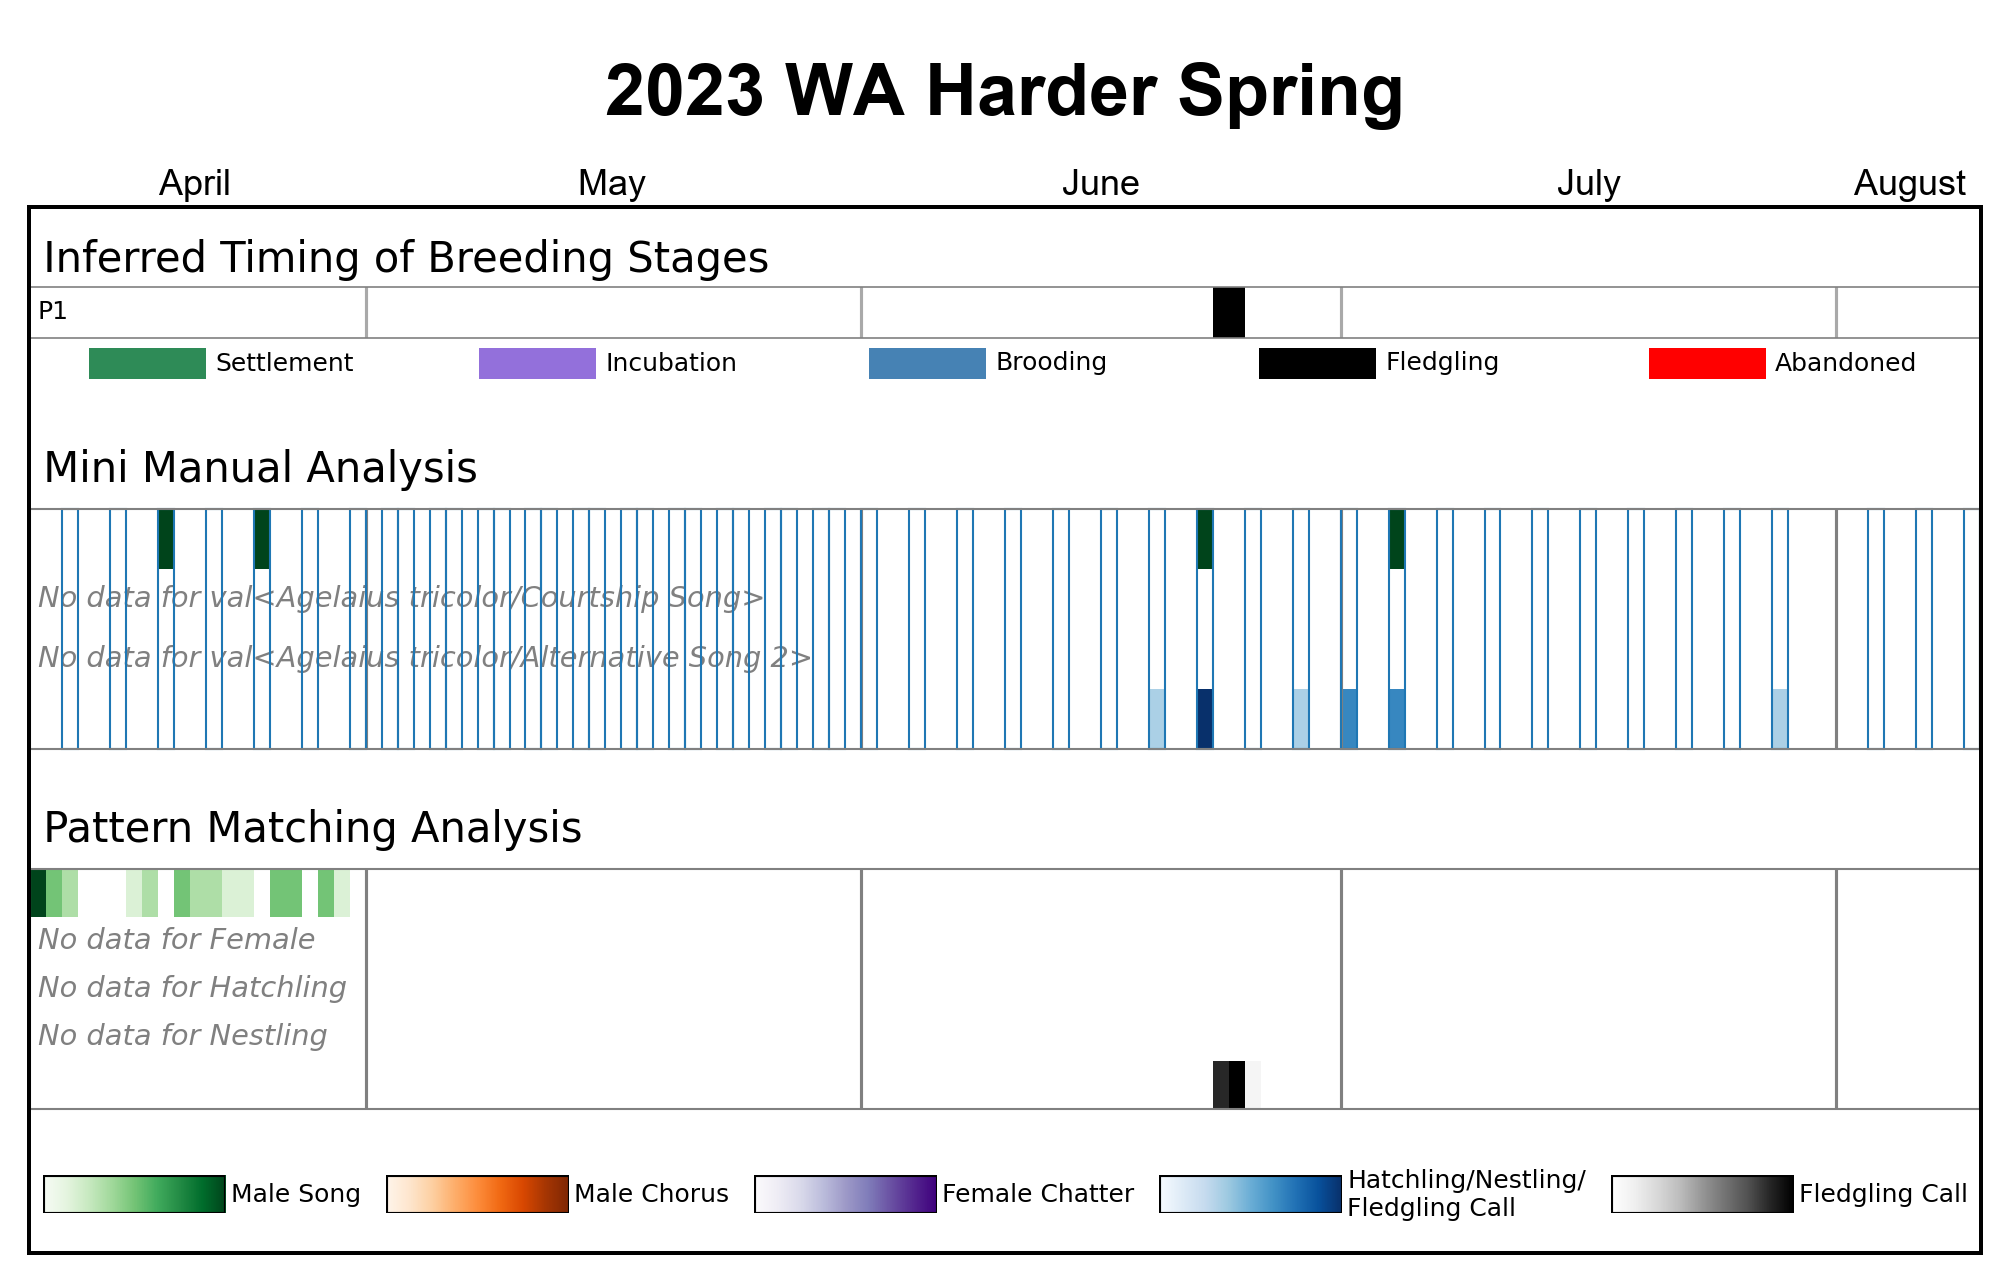 2023 WA Harder Spring
April May June July August
Inferred Timing of Breeding Stages
P1
Settlement Incubation Brooding Fledgling Abandoned
Mini Manual Analysis
No data for val<Agelaius tricolor/Courtship Song>
No data for val<Agelaius tricolor/Alternative Song 2>
Pattern Matching Analysis
No data for Female
No data for Hatchling
No data for Nestling
Male Song Male Chorus Female Chatter Hatchling/Nestling/
Fledgling Call Fledgling Call